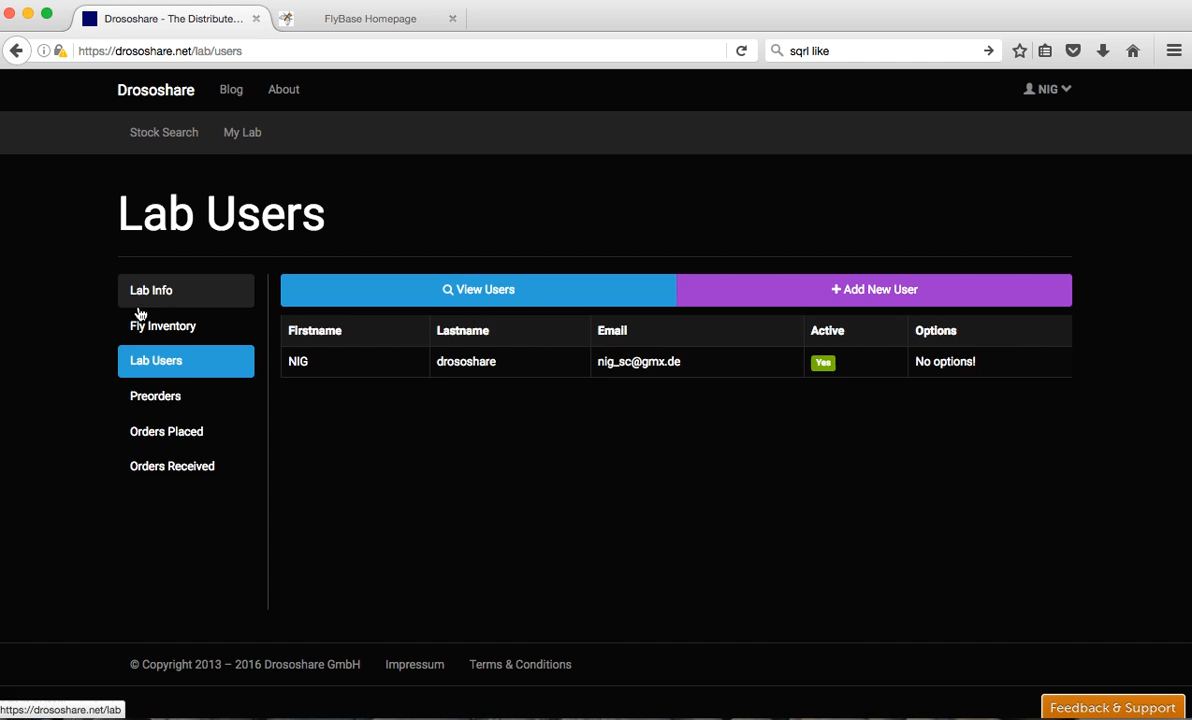 Drososhare - The Distribute...
FlyBase Homepage
https://drososhare.net/lab/users
sqrl like
Drososhare Blog About NIG
Stock Search My Lab
Lab Users
Lab Info
Fly Inventory
Lab Users
Preorders
Orders Placed
Orders Received
View Users
+ Add New User
Firstname Lastname Email Active Options
NIG drososhare nig_sc@gmx.de Yes No options!
© Copyright 2013 – 2016 Drososhare GmbH Impressum Terms & Conditions
https://drososhare.net/lab
Feedback & Support